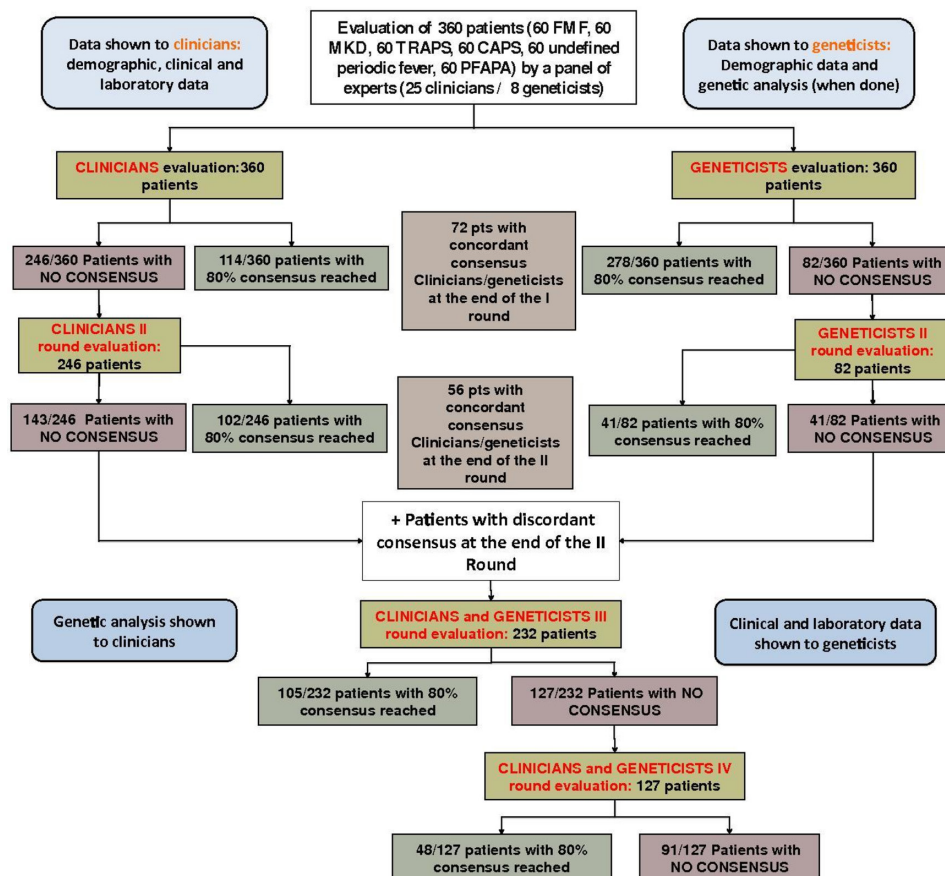 Data shown to clinicians:
demographic, clinical and
laboratory data
Evaluation of 360 patients (60 FMF, 60
MKD, 60 TRAPS, 60 CAPS, 60 undefined
periodic fever, 60 PFAPA) by a panel of
experts (25 clinicians / 8 geneticists)
Data shown to geneticists:
Demographic data and
genetic analysis (when done)
CLINICIANS evaluation:360
patients
GENETICISTS evaluation: 360
patients
246/360 Patients with
NO CONSENSUS
114/360 patients with
80% consensus reached
72 pts with
concordant
consensus
Clinicians/geneticists
at the end of the I
round
278/360 patients with
80% consensus reached
82/360 Patients with
NO CONSENSUS
CLINICIANS II
round evaluation:
246 patients
GENETICISTS II
round evaluation:
82 patients
143/246 Patients with
NO CONSENSUS
102/246 patients with
80% consensus reached
56 pts with
concordant
consensus
Clinicians/geneticists
at the end of the II
round
41/82 patients with 80%
consensus reached
41/82 Patients with
NO CONSENSUS
+ Patients with discordant
consensus at the end of the II
Round
Genetic analysis shown
to clinicians
CLINICIANS and GENETICISTS III
round evaluation: 232 patients
Clinical and laboratory data
shown to geneticists
105/232 patients with 80%
consensus reached
127/232 Patients with NO
CONSENSUS
CLINICIANS and GENETICISTS IV
round evaluation: 127 patients
48/127 patients with 80%
consensus reached
91/127 Patients with
NO CONSENSUS